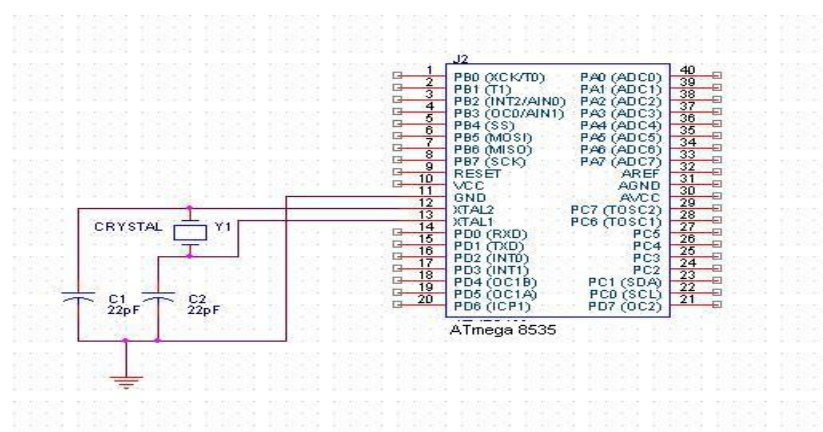 J2
1 PB0 (XCK/T0) PA0 (ADC0) 40
2 PB1 (T1) PA1 (ADC1) 39
3 PB2 (INT2/AIN0) PA2 (ADC2) 38
4 PB3 (OC0/AIN1) PA3 (ADC3) 37
5 PB4 (SS) PA4 (ADC4) 36
6 PB5 (MOSI) PA5 (ADC5) 35
7 PB6 (MISO) PA6 (ADC6) 34
8 PB7 (SCK) PA7 (ADC7) 33
9 RESET AREF 32
10 VCC AGND 31
11 GND AVCC 30
12 XTAL2 PC7 (TOSC2) 29
13 XTAL1 PC6 (TOSC1) 28
14 PD0 (RXD) PC5 27
15 PD1 (TXD) PC4 26
16 PD2 (INT0) PC3 25
17 PD3 (INT1) PC2 24
18 PD4 (OC1B) PC1 (SDA) 23
19 PD5 (OC1A) PC0 (SCL) 22
20 PD6 (ICP1) PD7 (OC2) 21
ATmega 8535
CRYSTAL Y1
C1 C2
22pF 22pF